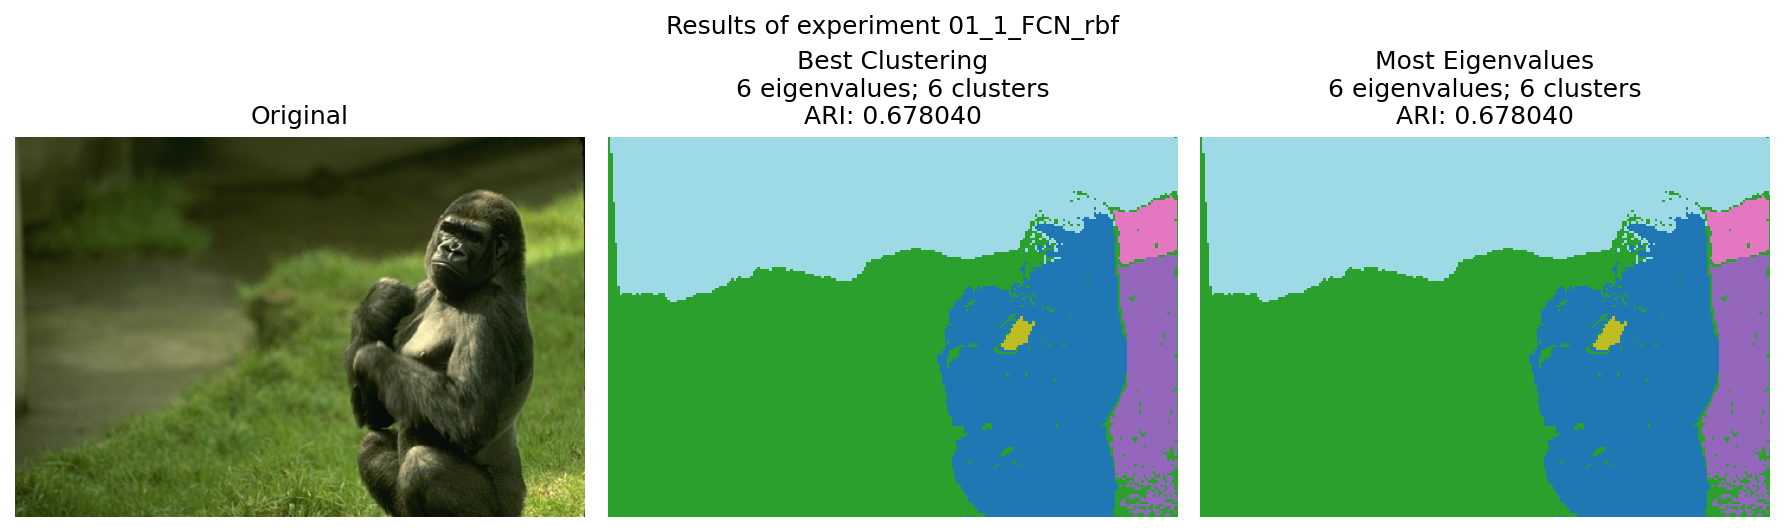 Results of experiment 01_1_FCN_rbf
Original
Best Clustering
6 eigenvalues; 6 clusters
ARI: 0.678040
Most Eigenvalues
6 eigenvalues; 6 clusters
ARI: 0.678040